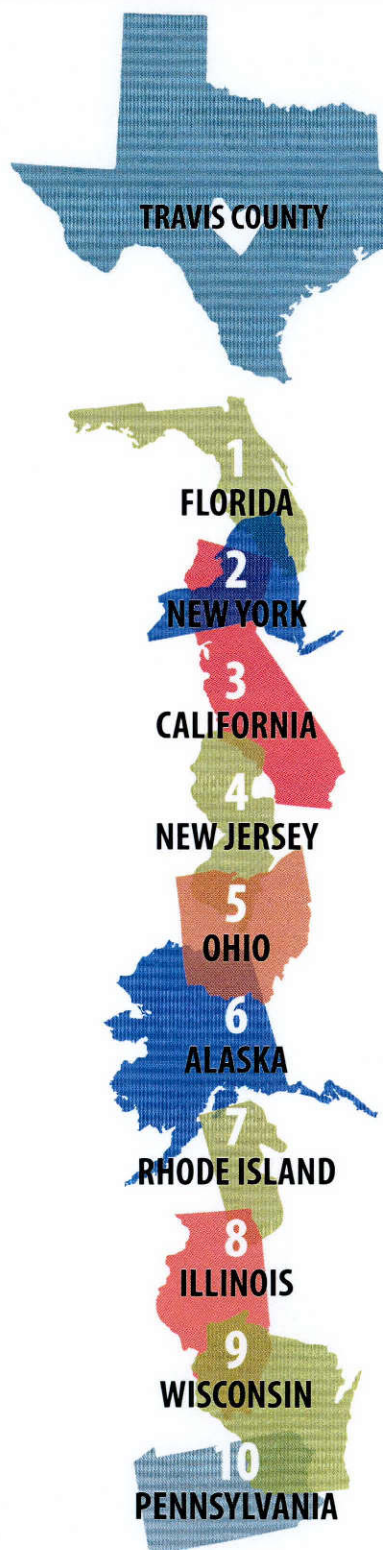 TRAVIS COUNTY
1
FLORIDA
2
NEW YORK
3
CALIFORNIA
4
NEW JERSEY
5
OHIO
6
ALASKA
7
RHODE ISLAND
8
ILLINOIS
9
WISCONSIN
10
PENNSYLVANIA